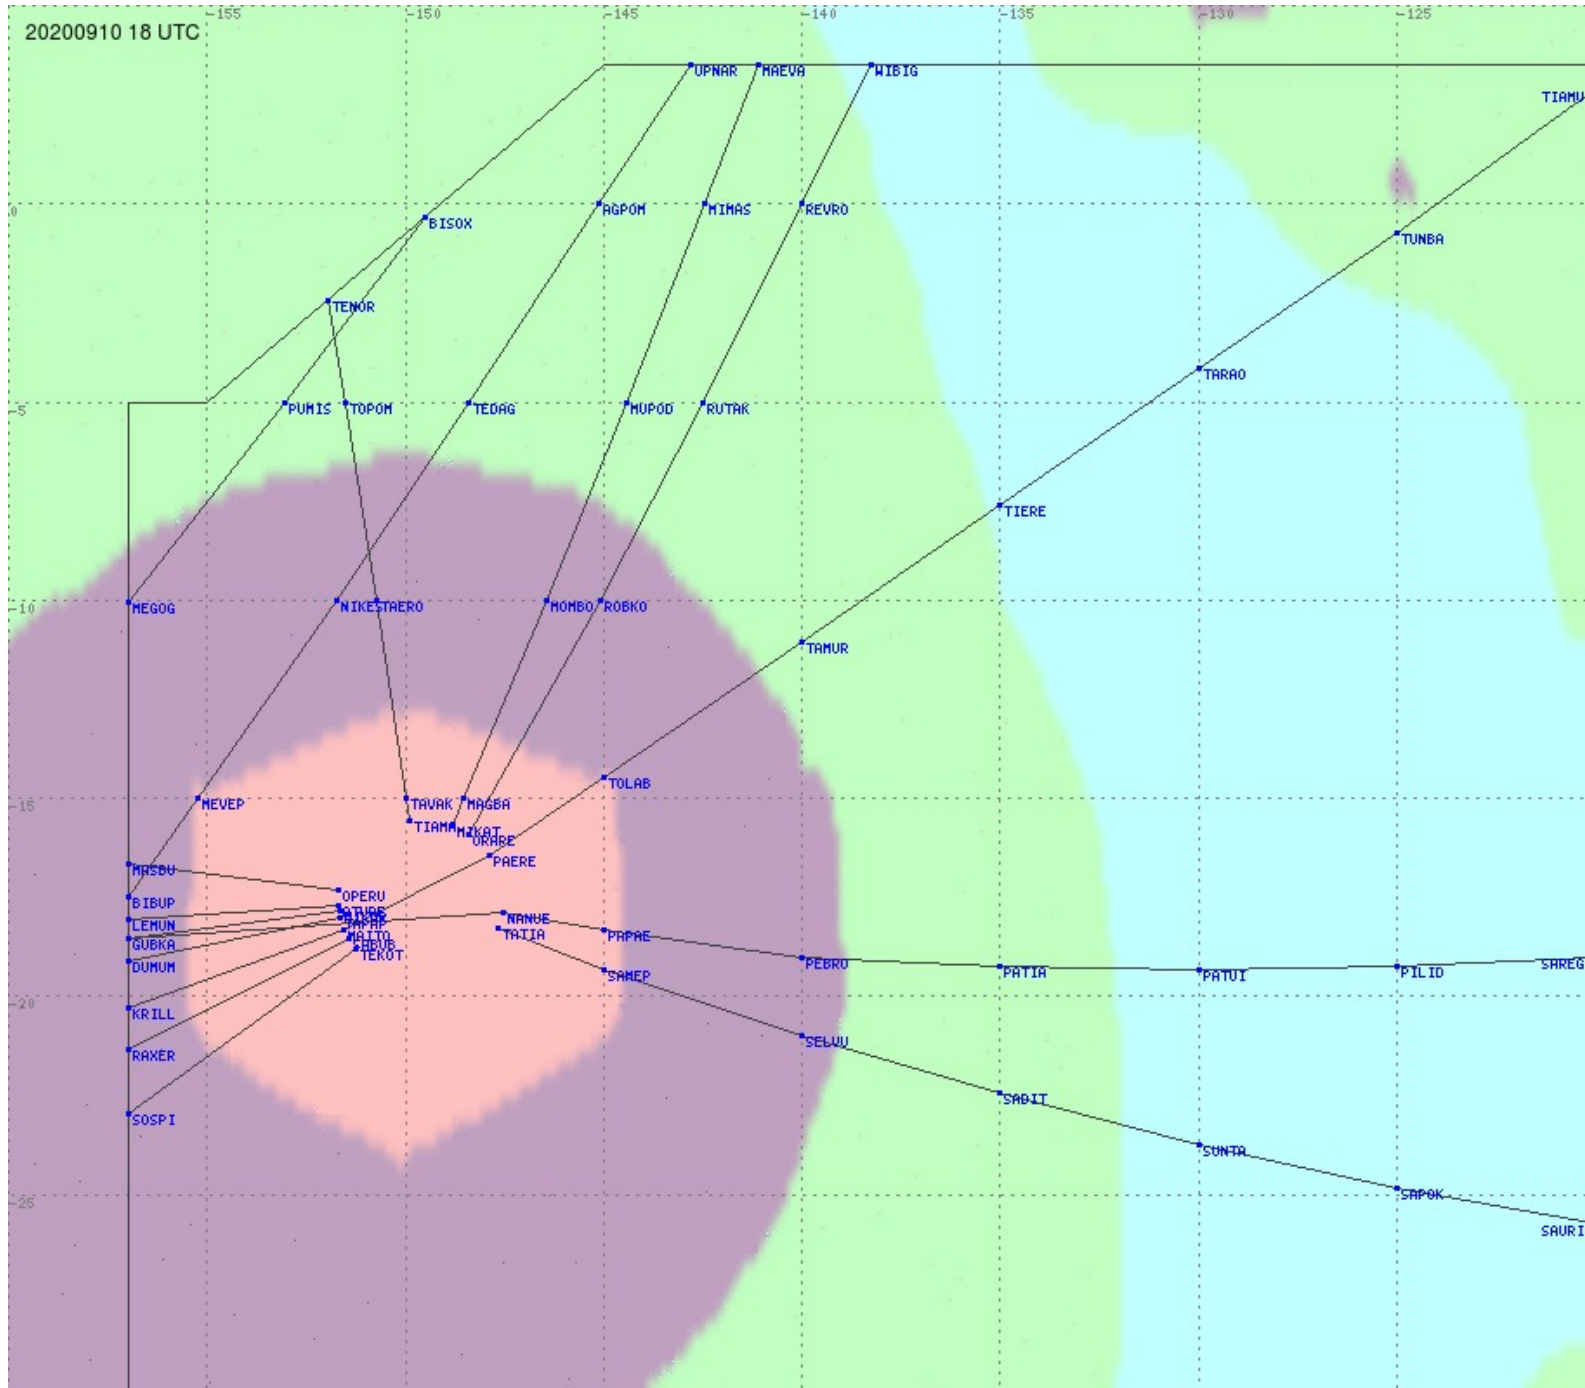 -155 -150 -145 -140 -135 -130 -125
20200910 18 UTC
UPNAR MAEVA WIBIG
TIAMU
0 AGPOM MIMAS REVRO
BISOX
TUNBA
TENOR
TARAO
-5 PUMIS TOPOM TEDAG MUPOD RUTAK
TIERE
-10 MEGOG NIKES TAERO MOMBO ROBKO
TAMUR
TOLAB
-15 MEVEP TAVAK MAGBA
TIAMA MIKAT
ORARE
PAERE
MASBU
OPERU
BIBUP
LEMUN NANUE
TATIA PAPAE
GUBKA MAITO
TEKOT
DUMUM PEBRO PATIA PATUI PILID SAREG
SAMEP
-20
KRILL
SELVU
RAXER
SADIT
SOSPI
SUNTA
-25 SAPOK
SAURI